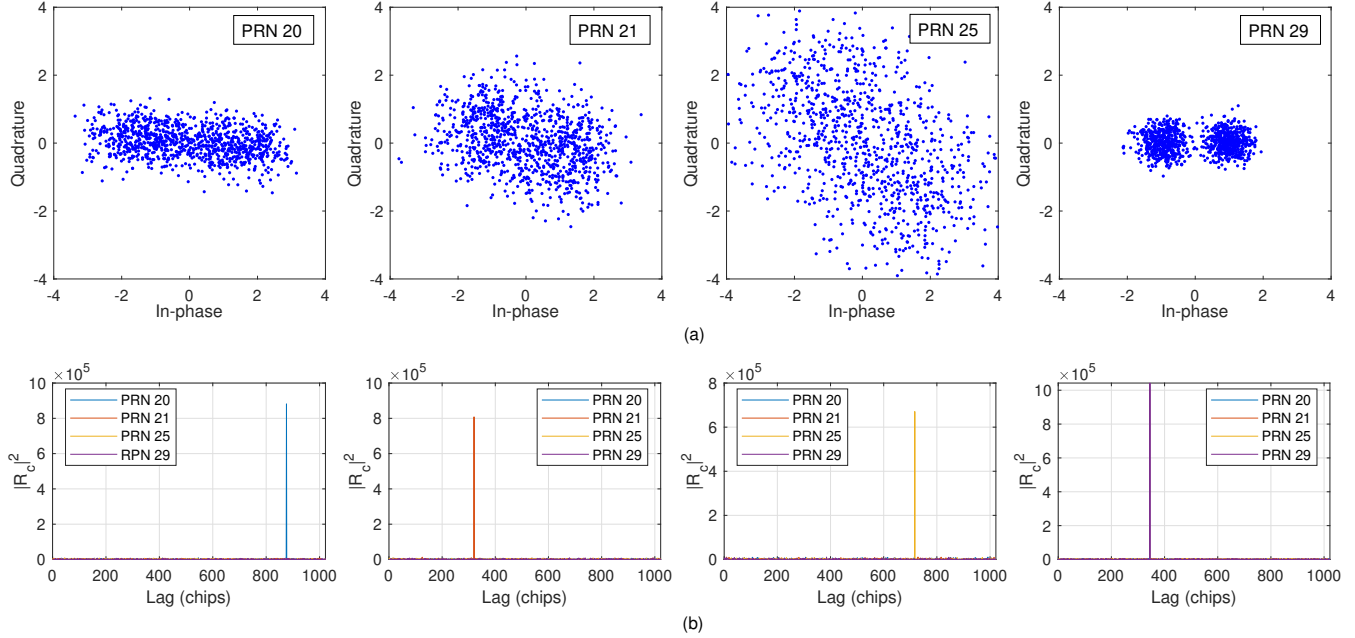 PRN 20
PRN 21
PRN 25
PRN 29
4
2
0
-2
-4
Quadrature
-4 -2 0 2 4
In-phase
4
2
0
-2
-4
Quadrature
-4 -2 0 2 4
In-phase
4
2
0
-2
-4
Quadrature
-4 -2 0 2 4
In-phase
4
2
0
-2
-4
Quadrature
-4 -2 0 2 4
In-phase
(a)
×10^5
10
8
6
4
2
0
|R_c|^2
PRN 20
PRN 21
PRN 25
RPN 29
0 200 400 600 800 1000
Lag (chips)
×10^5
10
8
6
4
2
0
|R_c|^2
PRN 20
PRN 21
PRN 25
PRN 29
0 200 400 600 800 1000
Lag (chips)
×10^5
8
6
4
2
0
|R_c|^2
PRN 20
PRN 21
PRN 25
PRN 29
0 200 400 600 800 1000
Lag (chips)
×10^5
10
8
6
4
2
0
|R_c|^2
PRN 20
PRN 21
PRN 25
PRN 29
0 200 400 600 800 1000
Lag (chips)
(b)